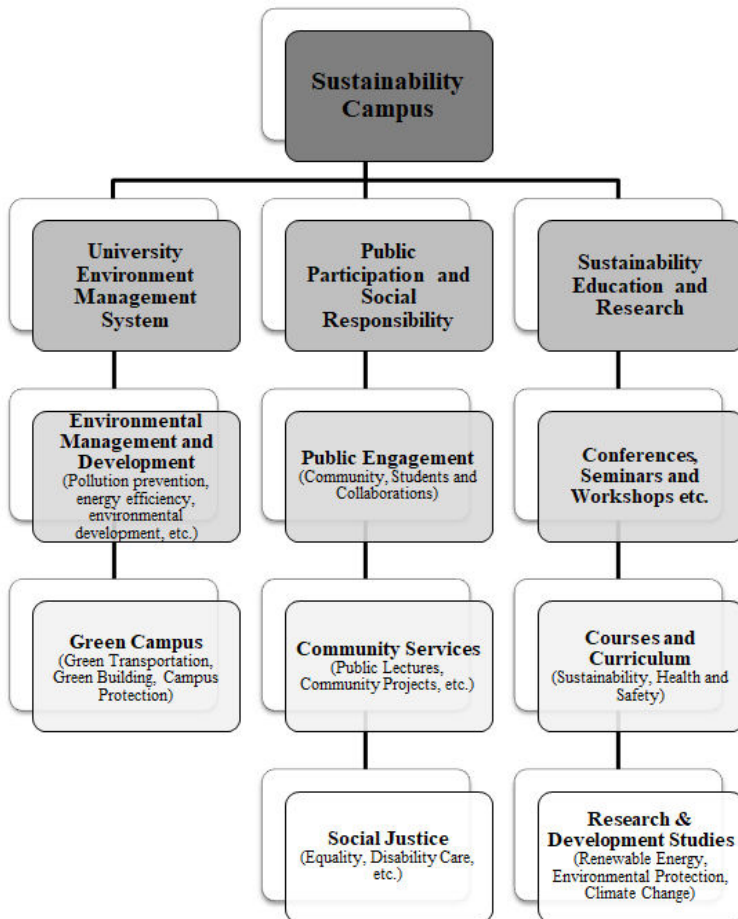 Sustainability
Campus
University
Environment
Management
System
Public
Participation and
Social
Responsibility
Sustainability
Education and
Research
Environmental
Management and
Development
(Pollution prevention,
energy efficiency,
environmental
development, etc.)
Public Engagement
(Community, Students and
Collaborations)
Conferences,
Seminars and
Workshops etc.
Green Campus
(Green Transportation,
Green Building, Campus
Protection)
Community Services
(Public Lectures,
Community Projects, etc.)
Courses and
Curriculum
(Sustainability, Health and
Safety)
Social Justice
(Equality, Disability Care,
etc.)
Research &
Development Studies
(Renewable Energy,
Environmental Protection,
Climate Change)